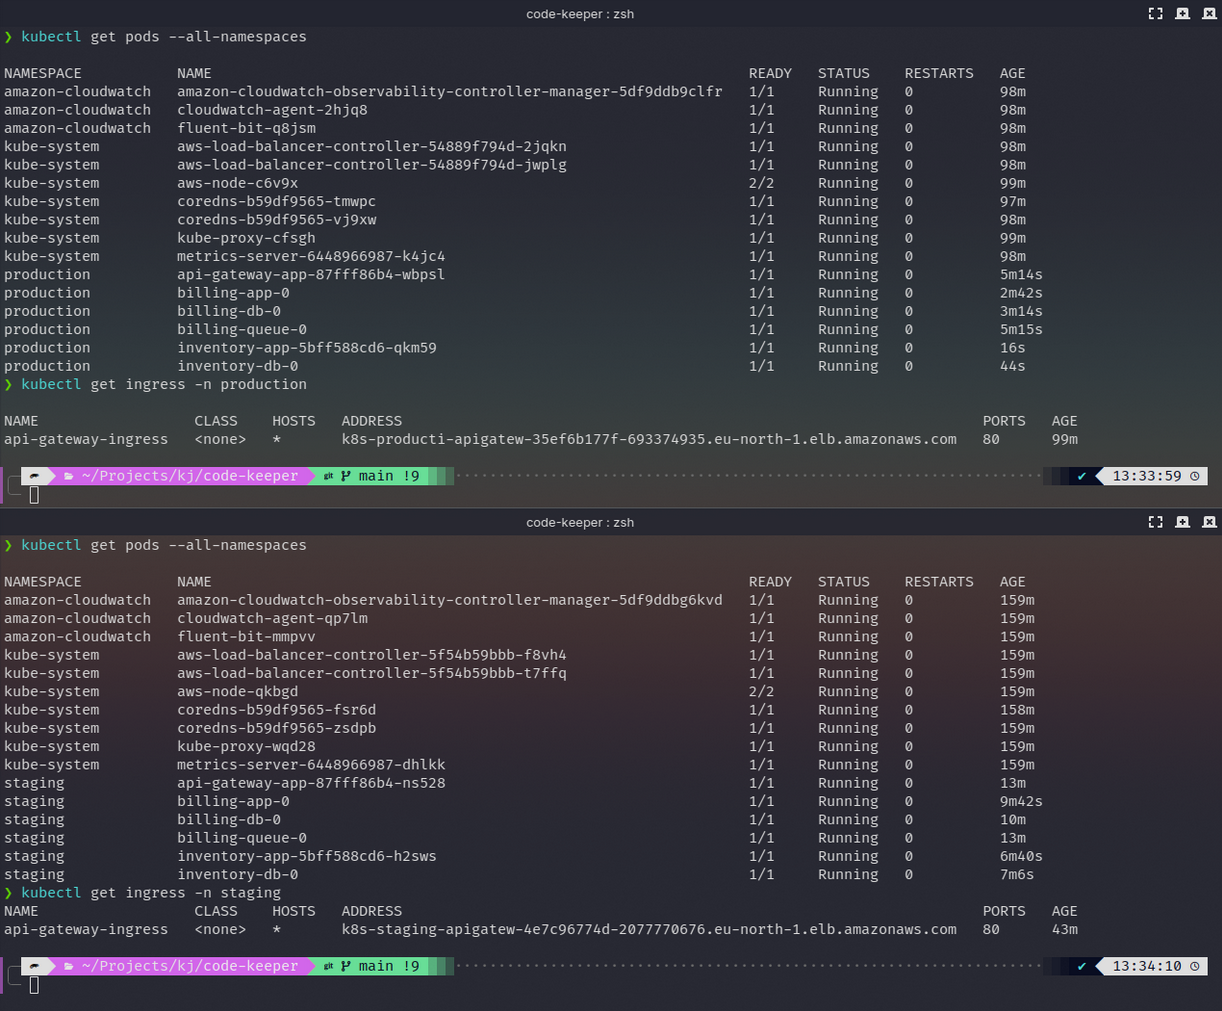 code-keeper : zsh
❯ kubectl get pods --all-namespaces
NAMESPACE NAME READY STATUS RESTARTS AGE
amazon-cloudwatch amazon-cloudwatch-observability-controller-manager-5df9ddb9clfr 1/1 Running 0 98m
amazon-cloudwatch cloudwatch-agent-2hjq8 1/1 Running 0 98m
amazon-cloudwatch fluent-bit-q8jsm 1/1 Running 0 98m
kube-system aws-load-balancer-controller-54889f794d-2jqkn 1/1 Running 0 98m
kube-system aws-load-balancer-controller-54889f794d-jwplg 1/1 Running 0 98m
kube-system aws-node-c6v9x 2/2 Running 0 99m
kube-system coredns-b59df9565-tmwpc 1/1 Running 0 97m
kube-system coredns-b59df9565-vj9xw 1/1 Running 0 98m
kube-system kube-proxy-cfsgh 1/1 Running 0 99m
kube-system metrics-server-6448966987-k4jc4 1/1 Running 0 98m
production api-gateway-app-87fff86b4-wbpsl 1/1 Running 0 5m14s
production billing-app-0 1/1 Running 0 2m42s
production billing-db-0 1/1 Running 0 3m14s
production billing-queue-0 1/1 Running 0 5m15s
production inventory-app-5bff588cd6-qkm59 1/1 Running 0 16s
production inventory-db-0 1/1 Running 0 44s
❯ kubectl get ingress -n production
NAME CLASS HOSTS ADDRESS PORTS AGE
api-gateway-ingress <none> * k8s-producti-apigatew-35ef6b177f-693374935.eu-north-1.elb.amazonaws.com 80 99m
~/Projects/kj/code-keeper git main !9 ✔ 13:33:59
code-keeper : zsh
❯ kubectl get pods --all-namespaces
NAMESPACE NAME READY STATUS RESTARTS AGE
amazon-cloudwatch amazon-cloudwatch-observability-controller-manager-5df9ddbg6kvd 1/1 Running 0 159m
amazon-cloudwatch cloudwatch-agent-qp7lm 1/1 Running 0 159m
amazon-cloudwatch fluent-bit-mmpvv 1/1 Running 0 159m
kube-system aws-load-balancer-controller-5f54b59bbb-f8vh4 1/1 Running 0 159m
kube-system aws-load-balancer-controller-5f54b59bbb-t7ffq 1/1 Running 0 159m
kube-system aws-node-qkbgd 2/2 Running 0 159m
kube-system coredns-b59df9565-fsr6d 1/1 Running 0 158m
kube-system coredns-b59df9565-zsdpb 1/1 Running 0 159m
kube-system kube-proxy-wqd28 1/1 Running 0 159m
kube-system metrics-server-6448966987-dhlkk 1/1 Running 0 159m
staging api-gateway-app-87fff86b4-ns528 1/1 Running 0 13m
staging billing-app-0 1/1 Running 0 9m42s
staging billing-db-0 1/1 Running 0 10m
staging billing-queue-0 1/1 Running 0 13m
staging inventory-app-5bff588cd6-h2sws 1/1 Running 0 6m40s
staging inventory-db-0 1/1 Running 0 7m6s
❯ kubectl get ingress -n staging
NAME CLASS HOSTS ADDRESS PORTS AGE
api-gateway-ingress <none> * k8s-staging-apigatew-4e7c96774d-2077770676.eu-north-1.elb.amazonaws.com 80 43m
~/Projects/kj/code-keeper git main !9 ✔ 13:34:10